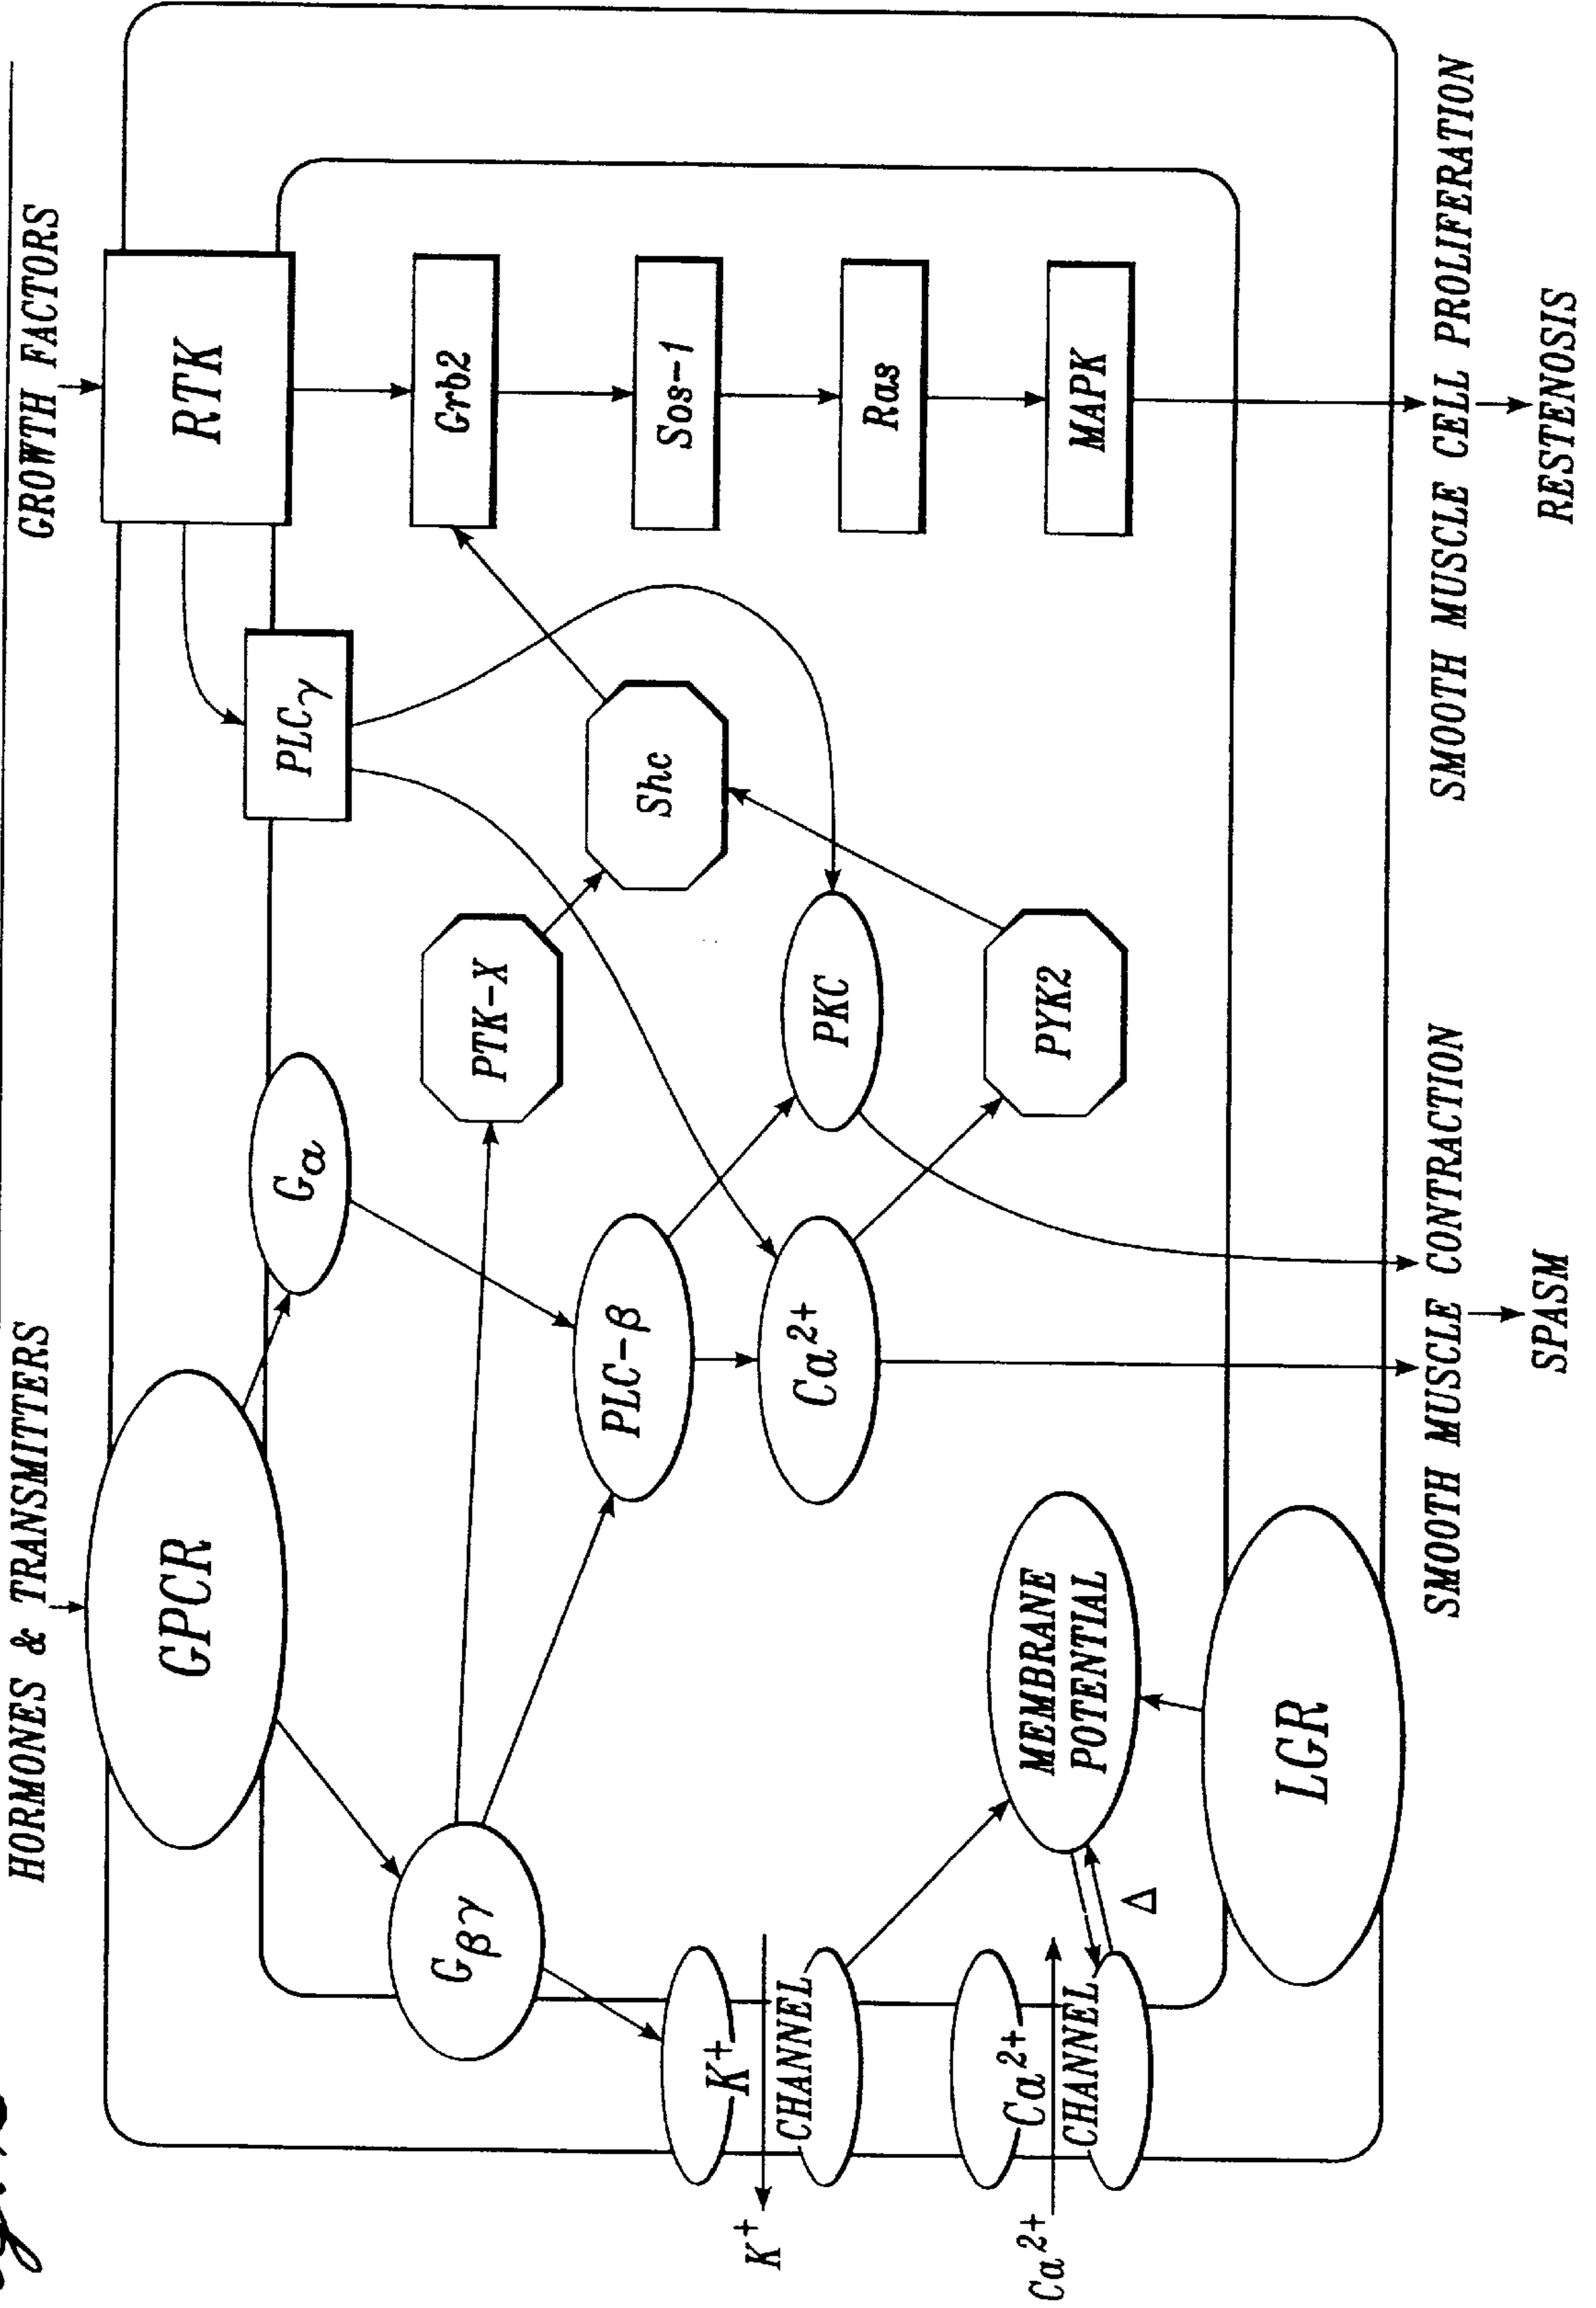 HORMONES & TRANSMITTERS
GROWTH FACTORS
GPCR
RTK
Gα
PLCγ
Gβγ
PTK-X
Grb2
PLC-β
Shc
Sos-1
K+
CHANNEL
K+
Ca2+
PKC
Ras
Ca2+
CHANNEL
Ca2+
Δ
MEMBRANE
POTENTIAL
PYK2
MAPK
LGR
SMOOTH MUSCLE CONTRACTION
SMOOTH MUSCLE CELL PROLIFERATION
SPASM
RESTENOSIS